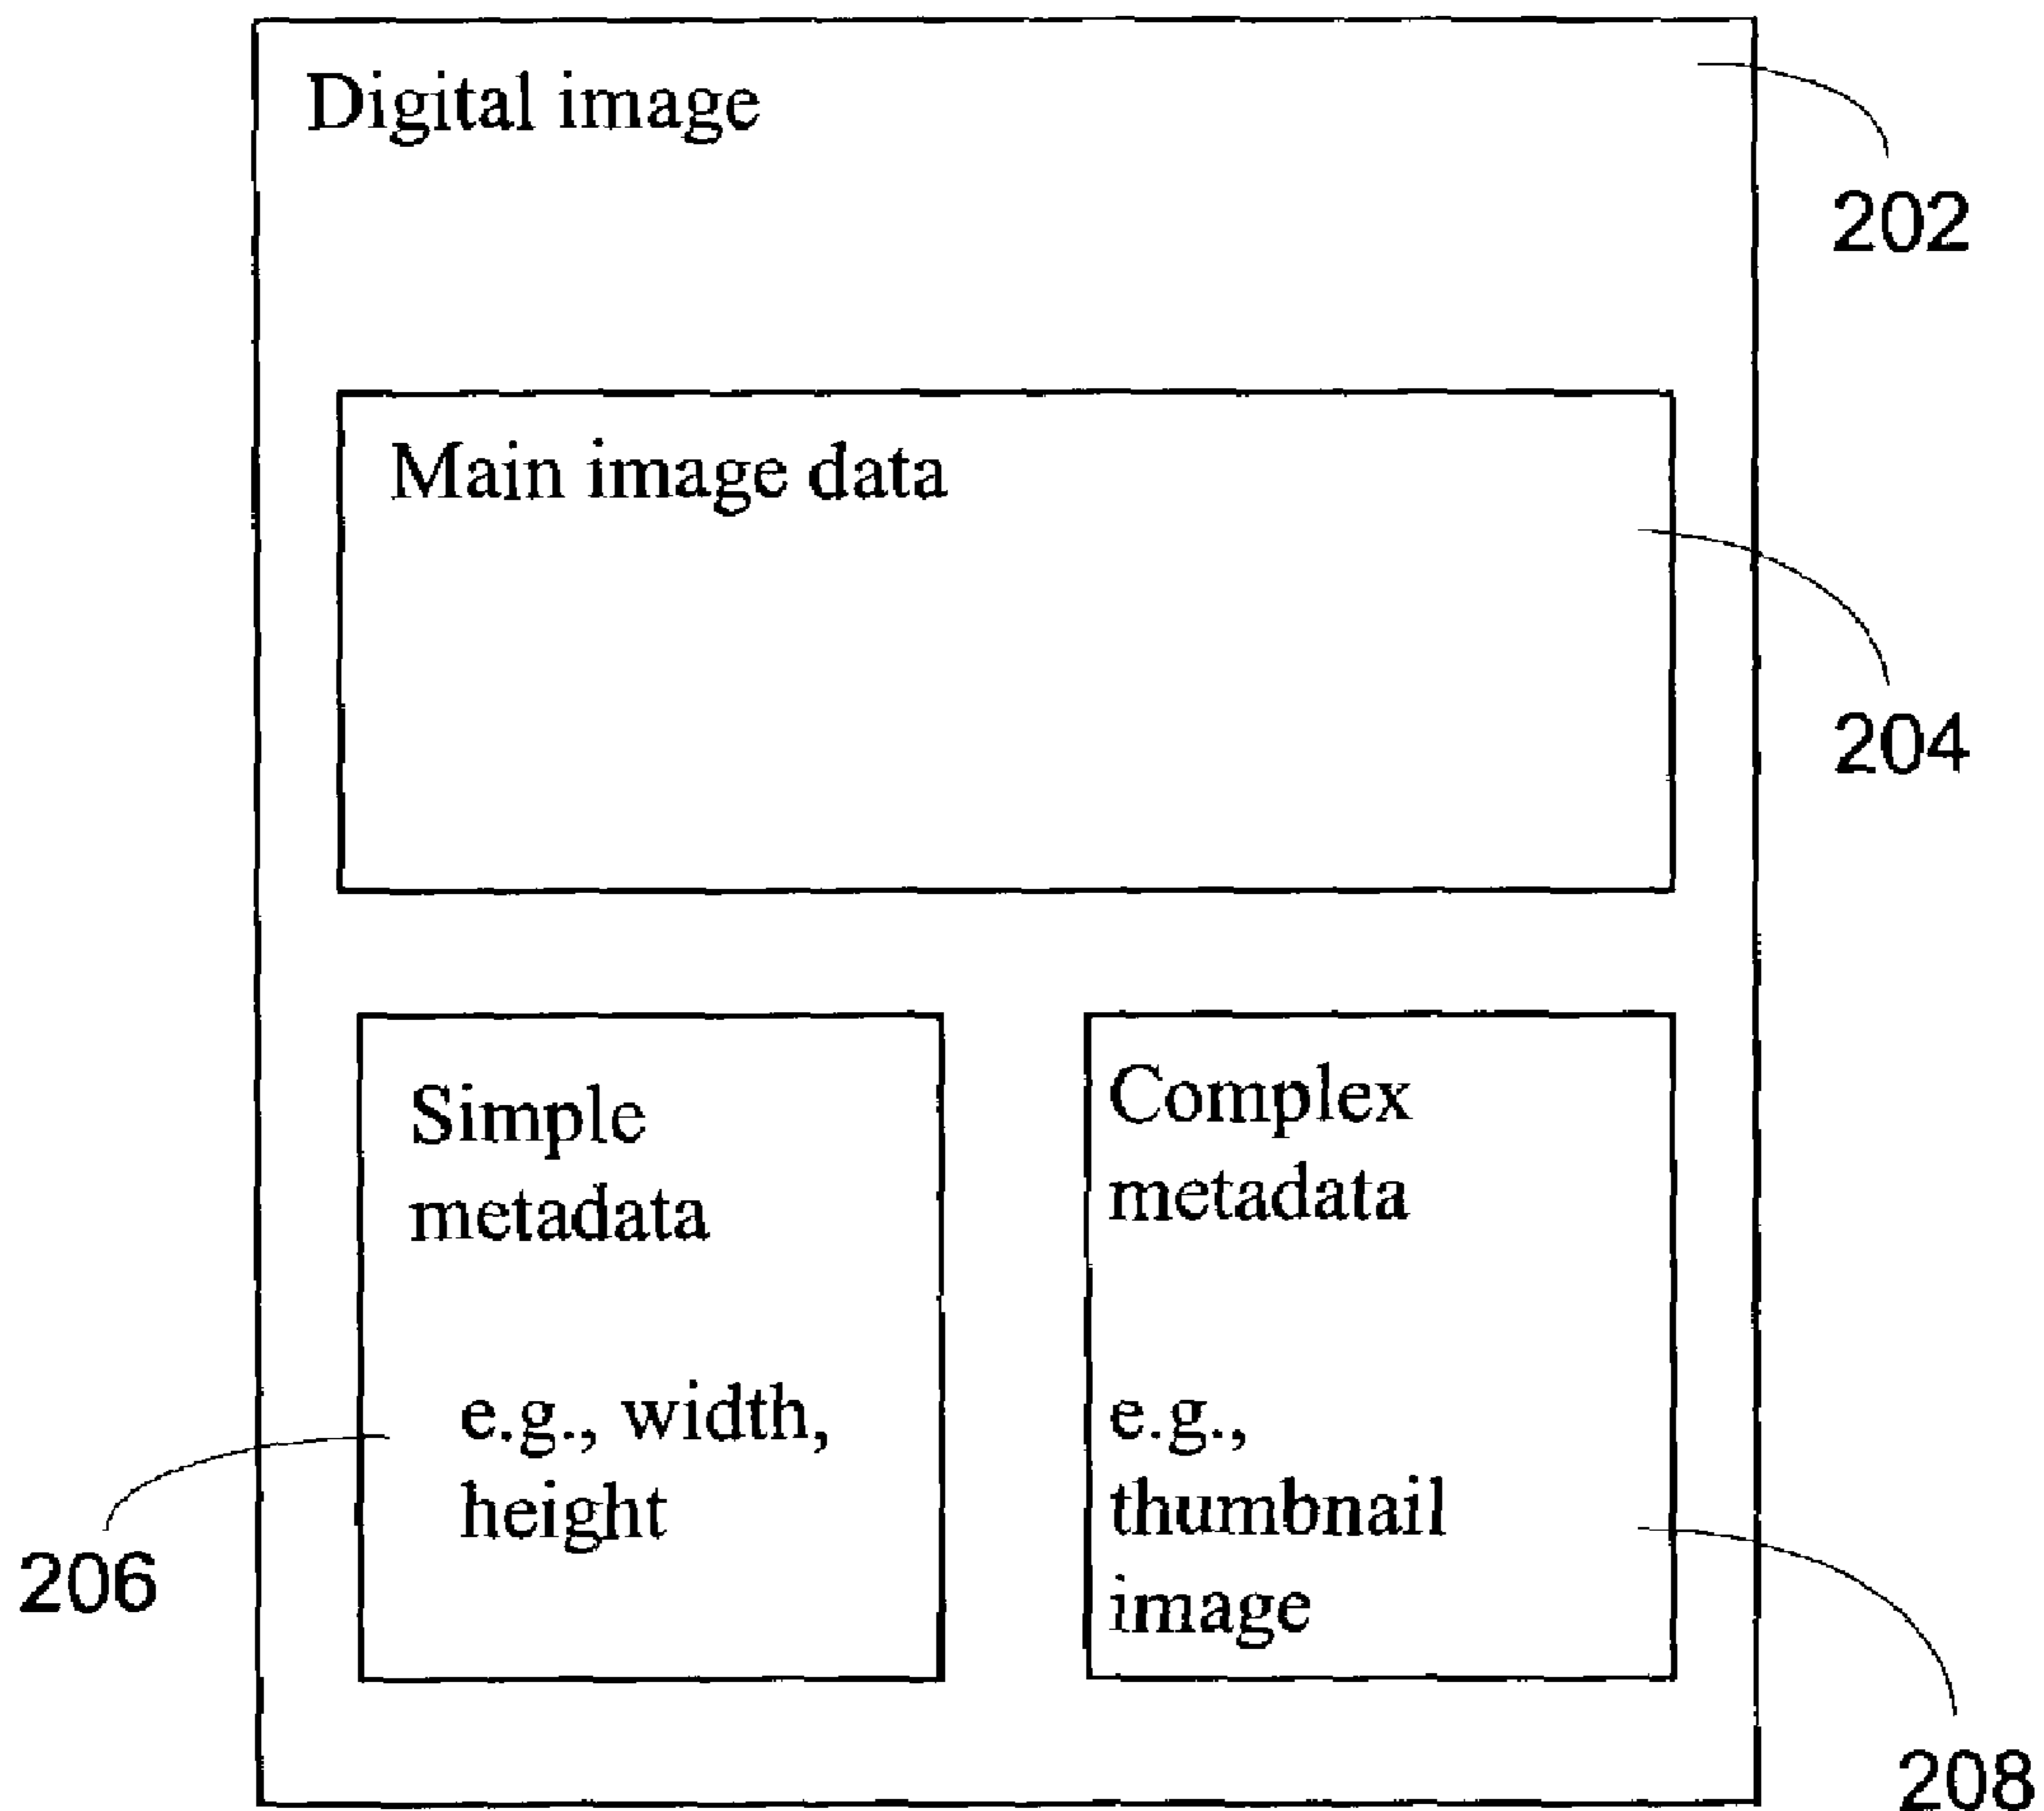 Digital image
202
Main image data
204
Simple
metadata
e.g., width,
height
206
Complex
metadata
e.g.,
thumbnail
image
208